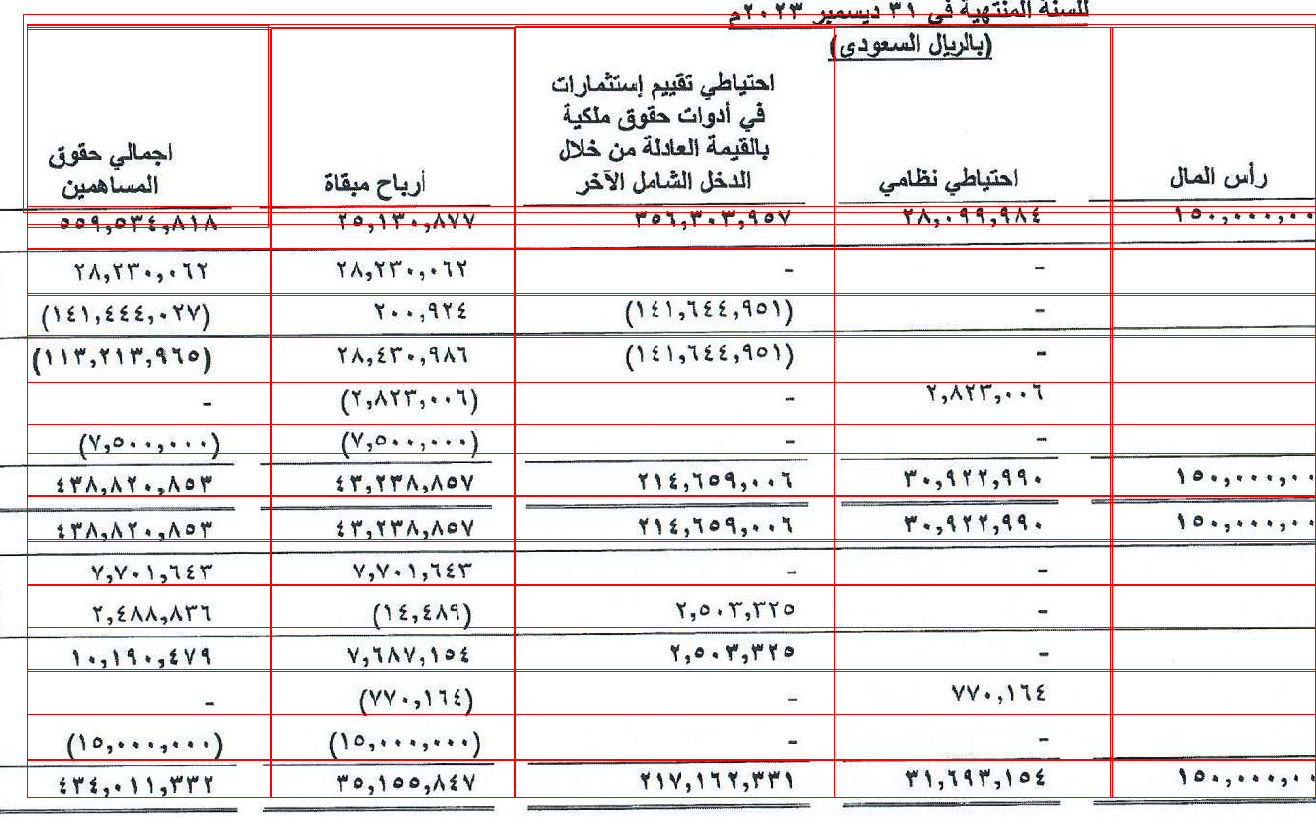 للسنة المنتهية في ٣١ ديسمبر ٢٠٢٣م
(بالريال السعودي)
رأس المال احتياطي نظامي احتياطي تقييم إستثمارات في أدوات حقوق ملكية بالقيمة العادلة من خلال الدخل الشامل الآخر أرباح مبقاة اجمالي حقوق المساهمين
١٥٠,٠٠٠,٠٠ ٢٨,٠٩٩,٩٨٤ ٣٥٦,٣٠٣,٩٥٧ ٢٥,١٣٠,٨٧٧ ٥٥٩,٥٣٤,٨١٨
- - ٢٨,٢٣٠,٠٦٢ ٢٨,٢٣٠,٠٦٢
- (١٤١,٦٤٤,٩٥١) ٢٠٠,٩٢٤ (١٤١,٤٤٤,٠٢٧)
- (١٤١,٦٤٤,٩٥١) ٢٨,٤٣٠,٩٨٦ (١١٣,٢١٣,٩٦٥)
٢,٨٢٣,٠٠٦ - (٢,٨٢٣,٠٠٦) -
- - (٧,٥٠٠,٠٠٠) (٧,٥٠٠,٠٠٠)
١٥٠,٠٠٠,٠٠ ٣٠,٩٢٢,٩٩٠ ٢١٤,٦٥٩,٠٠٦ ٤٣,٢٣٨,٨٥٧ ٤٣٨,٨٢٠,٨٥٣
١٥٠,٠٠٠,٠٠ ٣٠,٩٢٢,٩٩٠ ٢١٤,٦٥٩,٠٠٦ ٤٣,٢٣٨,٨٥٧ ٤٣٨,٨٢٠,٨٥٣
- - ٧,٧٠١,٦٤٣ ٧,٧٠١,٦٤٣
- ٢,٥٠٣,٣٢٥ (١٤,٤٨٩) ٢,٤٨٨,٨٣٦
- ٢,٥٠٣,٣٢٥ ٧,٦٨٧,١٥٤ ١٠,١٩٠,٤٧٩
٧٧٠,١٦٤ - (٧٧٠,١٦٤) -
- - (١٥,٠٠٠,٠٠٠) (١٥,٠٠٠,٠٠٠)
١٥٠,٠٠٠,٠٠ ٣١,٦٩٣,١٥٤ ٢١٧,١٦٢,٣٣١ ٣٥,١٥٥,٨٤٧ ٤٣٤,٠١١,٣٣٢